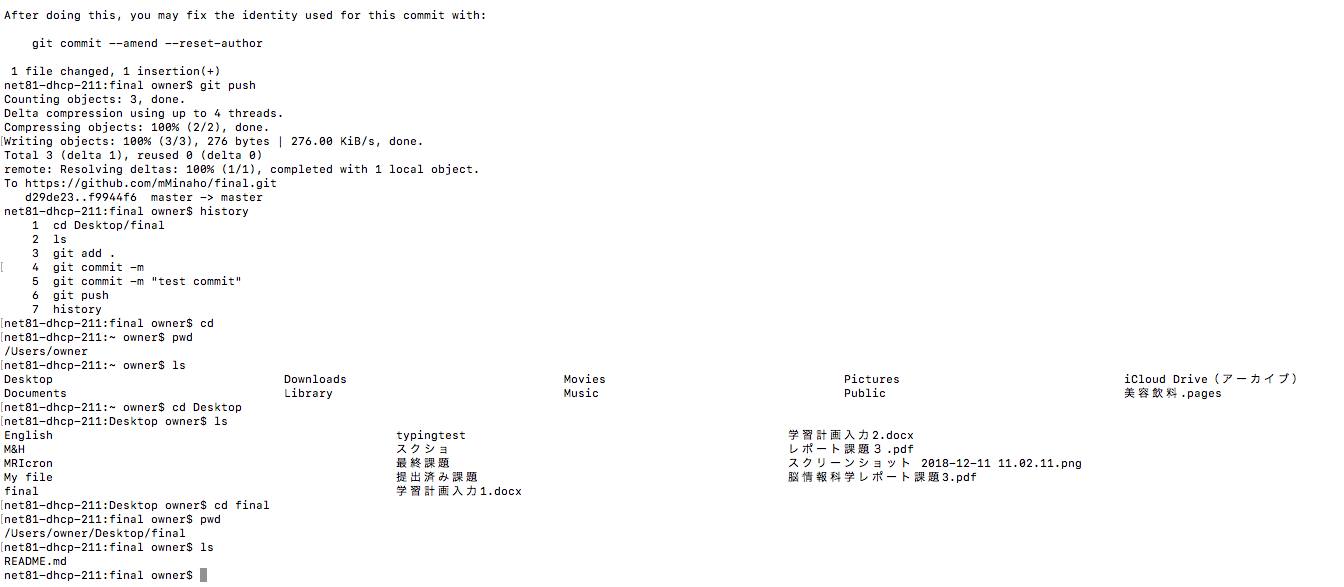 After doing this, you may fix the identity used for this commit with:
git commit --amend --reset-author
1 file changed, 1 insertion(+)
net81-dhcp-211:final owner$ git push
Counting objects: 3, done.
Delta compression using up to 4 threads.
Compressing objects: 100% (2/2), done.
[Writing objects: 100% (3/3), 276 bytes | 276.00 KiB/s, done.
Total 3 (delta 1), reused 0 (delta 0)
remote: Resolving deltas: 100% (1/1), completed with 1 local object.
To https://github.com/mMinaho/final.git
d29de23..f9944f6  master -> master
net81-dhcp-211:final owner$ history
1  cd Desktop/final
2  ls
3  git add .
[    4  git commit -m
5  git commit -m "test commit"
6  git push
7  history
[net81-dhcp-211:final owner$ cd
[net81-dhcp-211:~ owner$ pwd
/Users/owner
[net81-dhcp-211:~ owner$ ls
Desktop Downloads Movies Pictures iCloud Drive（アーカイブ）
Documents Library Music Public 美容飲料.pages
[net81-dhcp-211:~ owner$ cd Desktop
[net81-dhcp-211:Desktop owner$ ls
English typingtest 学習計画入力2.docx
M&H スクショ レポート課題３.pdf
MRIcron 最終課題 スクリーンショット 2018-12-11 11.02.11.png
My file 提出済み課題 脳情報科学レポート課題3.pdf
final 学習計画入力1.docx
[net81-dhcp-211:Desktop owner$ cd final
[net81-dhcp-211:final owner$ pwd
/Users/owner/Desktop/final
[net81-dhcp-211:final owner$ ls
README.md
net81-dhcp-211:final owner$